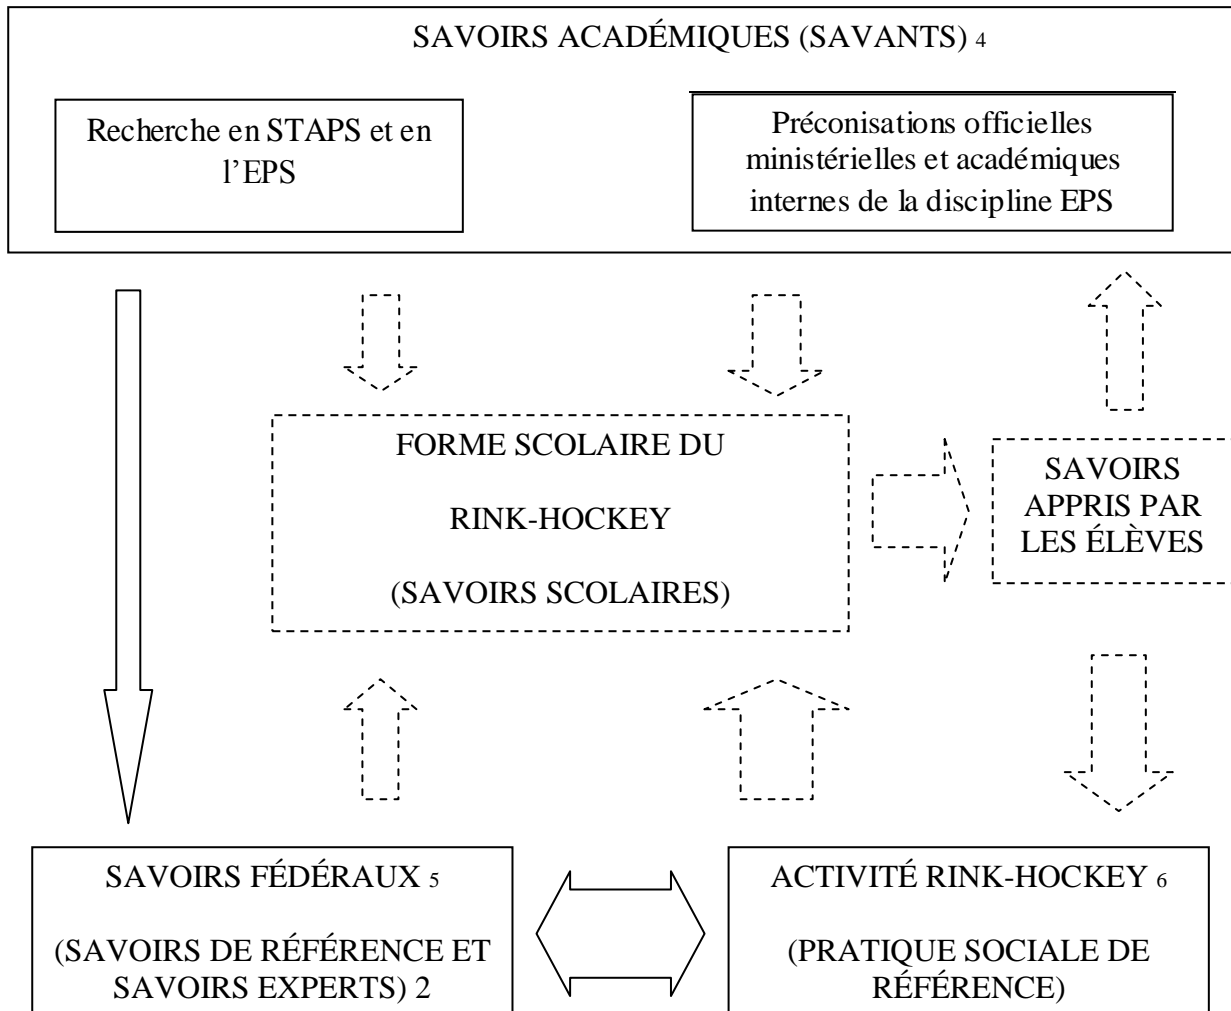 SAVOIRS ACADÉMIQUES (SAVANTS) 4
Recherche en STAPS et en
l’EPS
Préconisations officielles
ministérielles et académiques
internes de la discipline EPS
FORME SCOLAIRE DU
RINK-HOCKEY
(SAVOIRS SCOLAIRES)
SAVOIRS
APPRIS PAR
LES ÉLÈVES
SAVOIRS FÉDÉRAUX 5
(SAVOIRS DE RÉFÉRENCE ET
SAVOIRS EXPERTS) 2
ACTIVITÉ RINK-HOCKEY 6
(PRATIQUE SOCIALE DE
RÉFÉRENCE)